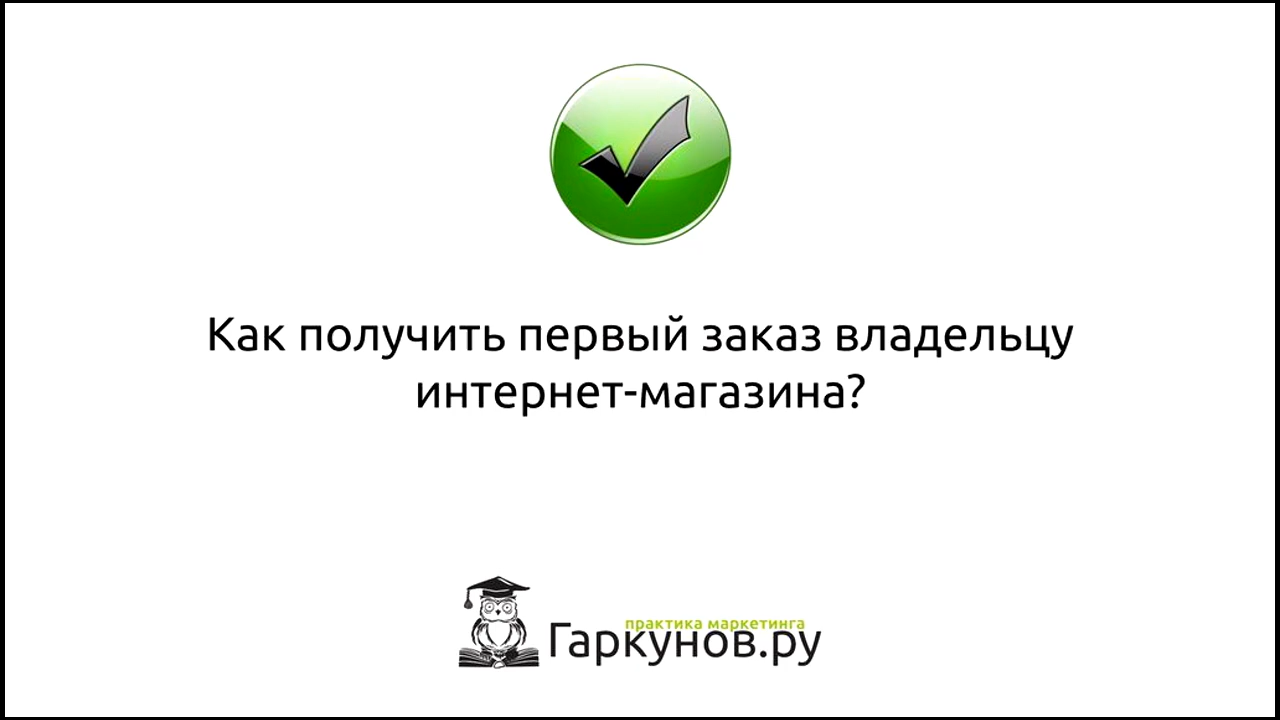 Как получить первый заказ владельцу
интернет-магазина?
практика маркетинга
Гаркунов.ру